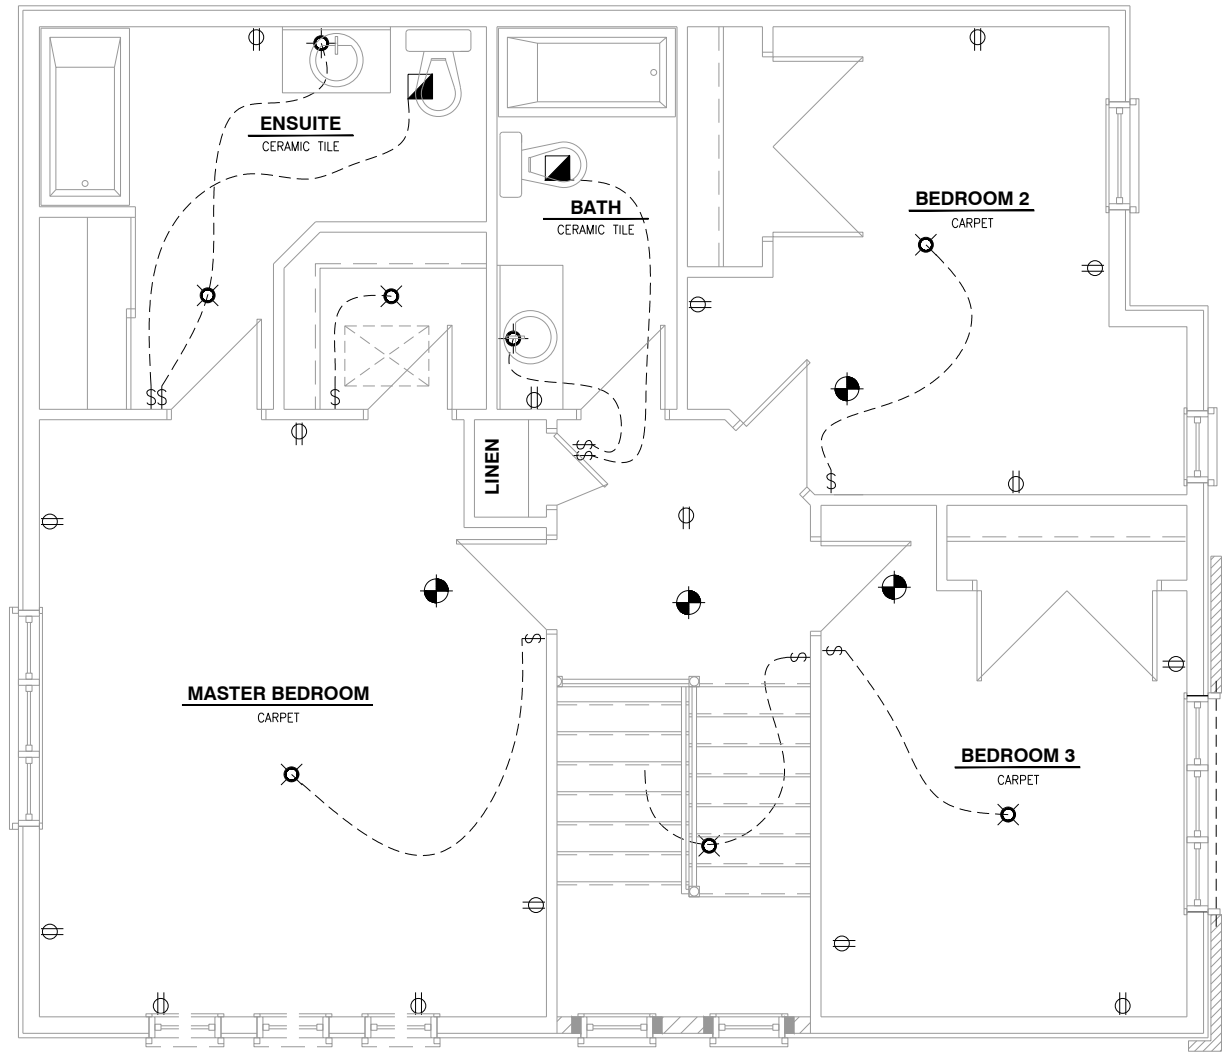 ENSUITE
CERAMIC TILE
BATH
CERAMIC TILE
BEDROOM 2
CARPET
$$
$
$
$
$
LINEN
$
$
$
MASTER BEDROOM
CARPET
BEDROOM 3
CARPET